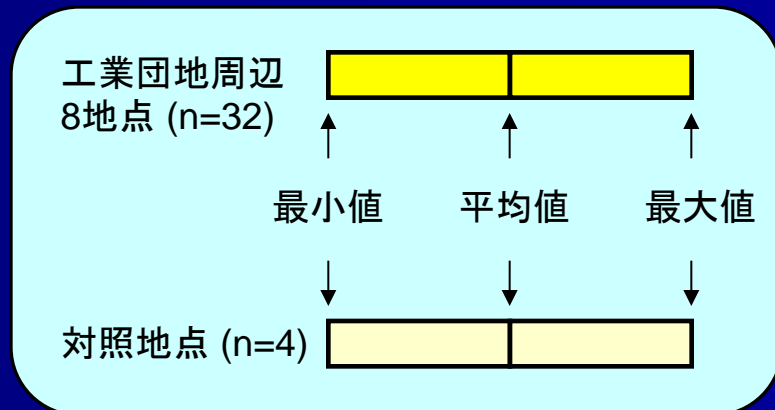 工業団地周辺
8地点 (n=32)
最小値 平均値 最大値
対照地点 (n=4)